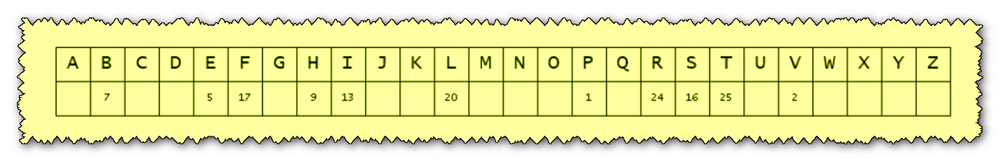 A B C D E F G H I J K L M N O P Q R S T U V W X Y Z
7 5 17 9 13 20 1 24 16 25 2